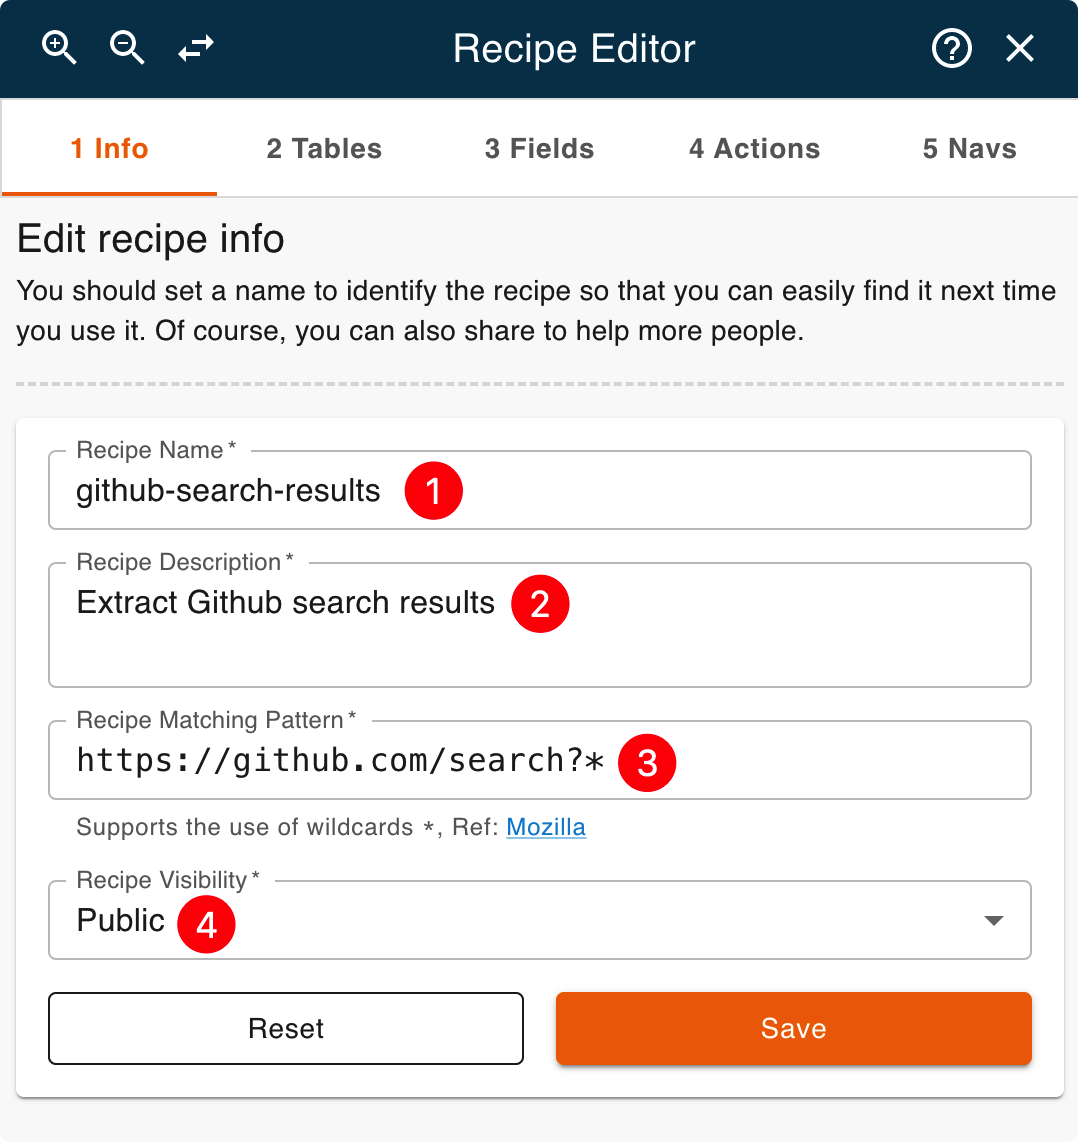 Recipe Editor
1 Info
2 Tables
3 Fields
4 Actions
5 Navs
Edit recipe info
You should set a name to identify the recipe so that you can easily find it next time
you use it. Of course, you can also share to help more people.
Recipe Name *
github-search-results 1
Recipe Description *
Extract Github search results 2
Recipe Matching Pattern *
https://github.com/search?* 3
Supports the use of wildcards *, Ref: Mozilla
Recipe Visibility *
Public 4
Reset
Save